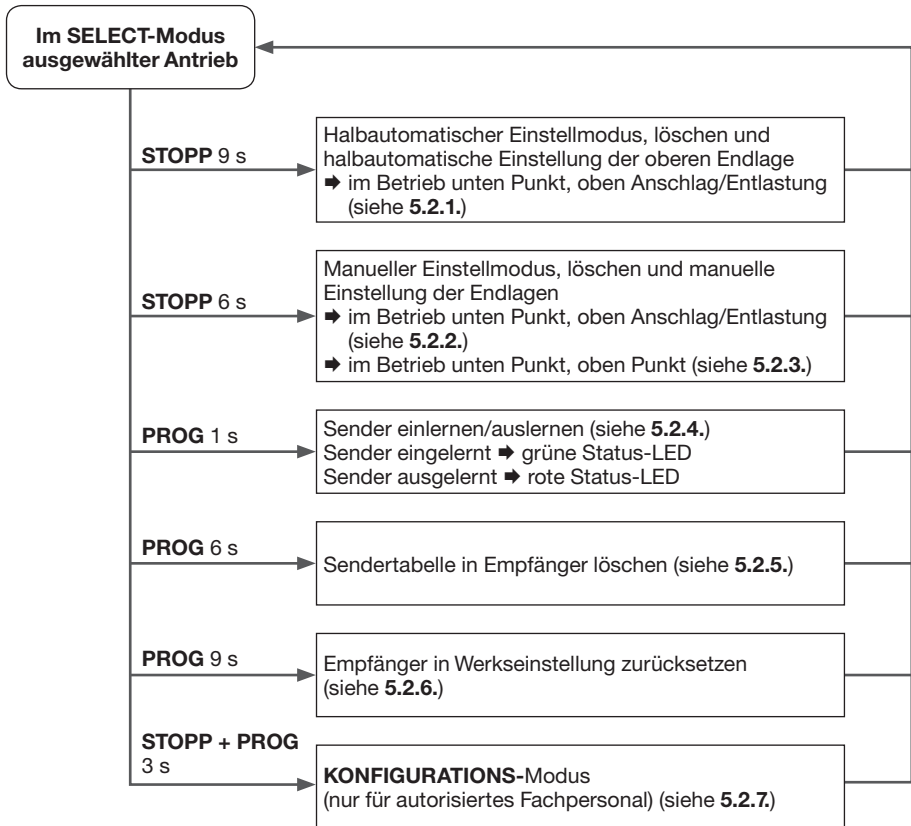 Im SELECT-Modus
ausgewählter Antrieb
STOPP 9 s
Halbautomatischer Einstellmodus, löschen und
halbautomatische Einstellung der oberen Endlage
➡ im Betrieb unten Punkt, oben Anschlag/Entlastung
(siehe 5.2.1.)
STOPP 6 s
Manueller Einstellmodus, löschen und manuelle
Einstellung der Endlagen
➡ im Betrieb unten Punkt, oben Anschlag/Entlastung
(siehe 5.2.2.)
➡ im Betrieb unten Punkt, oben Punkt (siehe 5.2.3.)
PROG 1 s
Sender einlernen/auslernen (siehe 5.2.4.)
Sender eingelernt ➡ grüne Status-LED
Sender ausgelernt ➡ rote Status-LED
PROG 6 s
Sendertabelle in Empfänger löschen (siehe 5.2.5.)
PROG 9 s
Empfänger in Werkseinstellung zurücksetzen
(siehe 5.2.6.)
STOPP + PROG
3 s
KONFIGURATIONS-Modus
(nur für autorisiertes Fachpersonal) (siehe 5.2.7.)